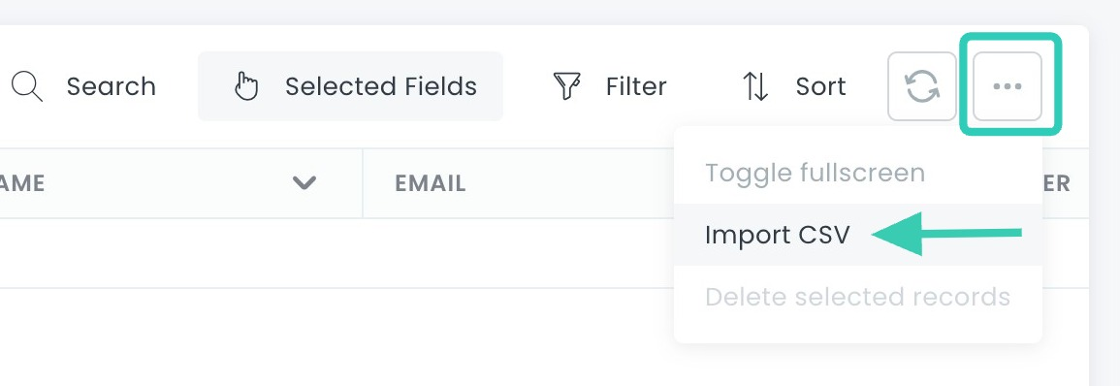 Search Selected Fields Filter Sort
AME EMAIL ER
Toggle fullscreen
Import CSV
Delete selected records